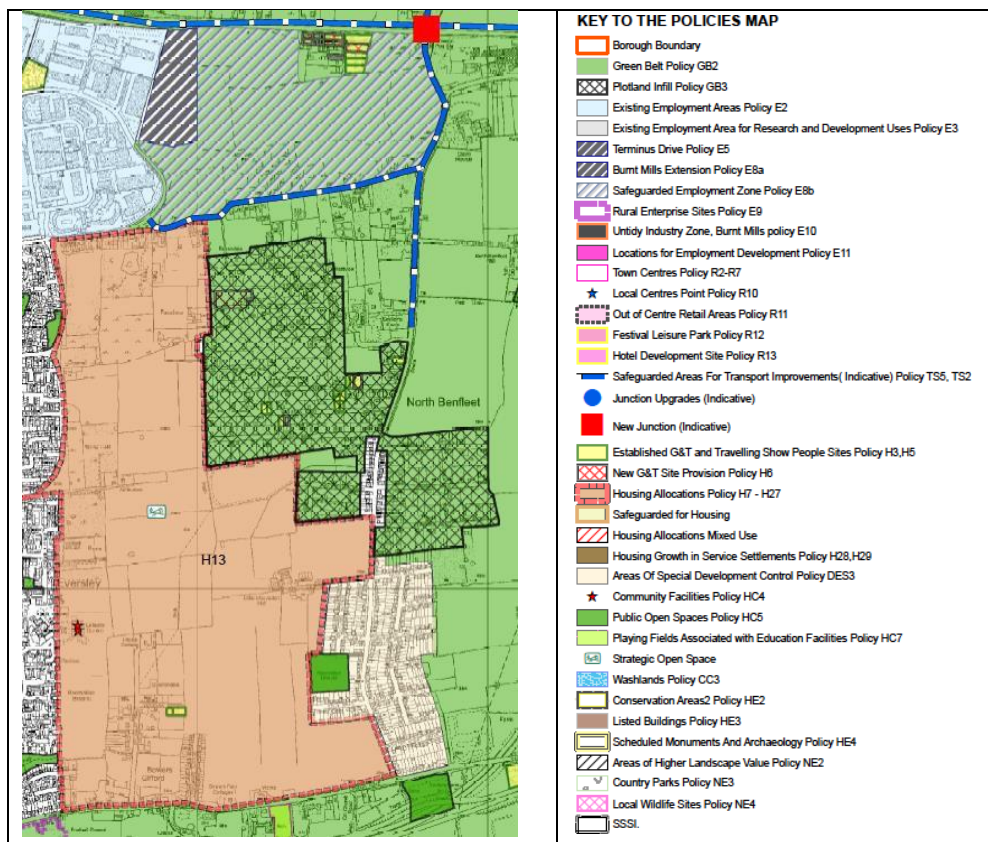 North Benfleet
H13
KEY TO THE POLICIES MAP
Borough Boundary
Green Belt Policy GB2
Plotland Infill Policy GB3
Existing Employment Areas Policy E2
Existing Employment Area for Research and Development Uses Policy E3
Terminus Drive Policy E5
Burnt Mills Extension Policy E8a
Safeguarded Employment Zone Policy E8b
Rural Enterprise Sites Policy E9
Untidy Industry Zone, Burnt Mills policy E10
Locations for Employment Development Policy E11
Town Centres Policy R2-R7
Local Centres Point Policy R10
Out of Centre Retail Areas Policy R11
Festival Leisure Park Policy R12
Hotel Development Site Policy R13
Safeguarded Areas For Transport Improvements( Indicative) Policy TS5, TS2
Junction Upgrades (Indicative)
New Junction (Indicative)
Established G&T and Travelling Show People Sites Policy H3,H5
New G&T Site Provision Policy H6
Housing Allocations Policy H7 - H27
Safeguarded for Housing
Housing Allocations Mixed Use
Housing Growth in Service Settlements Policy H28,H29
Areas Of Special Development Control Policy DES3
Community Facilities Policy HC4
Public Open Spaces Policy HC5
Playing Fields Associated with Education Facilities Policy HC7
Strategic Open Space
Washlands Policy CC3
Conservation Areas2 Policy HE2
Listed Buildings Policy HE3
Scheduled Monuments And Archaeology Policy HE4
Areas of Higher Landscape Value Policy NE2
Country Parks Policy NE3
Local Wildlife Sites Policy NE4
SSSI.